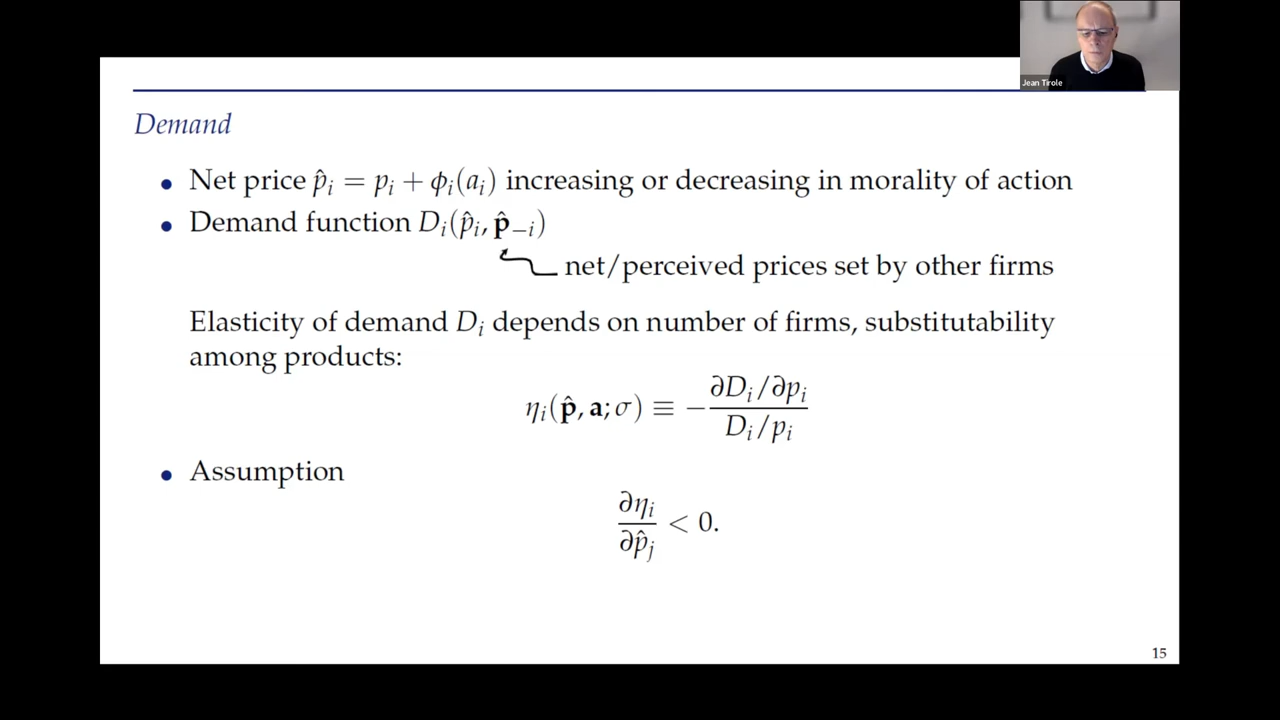 Jean Tirole
Demand
• Net price p̂ᵢ = pᵢ + ϕᵢ(aᵢ) increasing or decreasing in morality of action
• Demand function Dᵢ(p̂ᵢ, p̂₋ᵢ)
net/perceived prices set by other firms
Elasticity of demand Dᵢ depends on number of firms, substitutability
among products:
ηᵢ(p̂, a; σ) ≡ − (∂Dᵢ/∂pᵢ)/(Dᵢ/pᵢ)
• Assumption
∂ηᵢ/∂p̂ⱼ < 0.
15